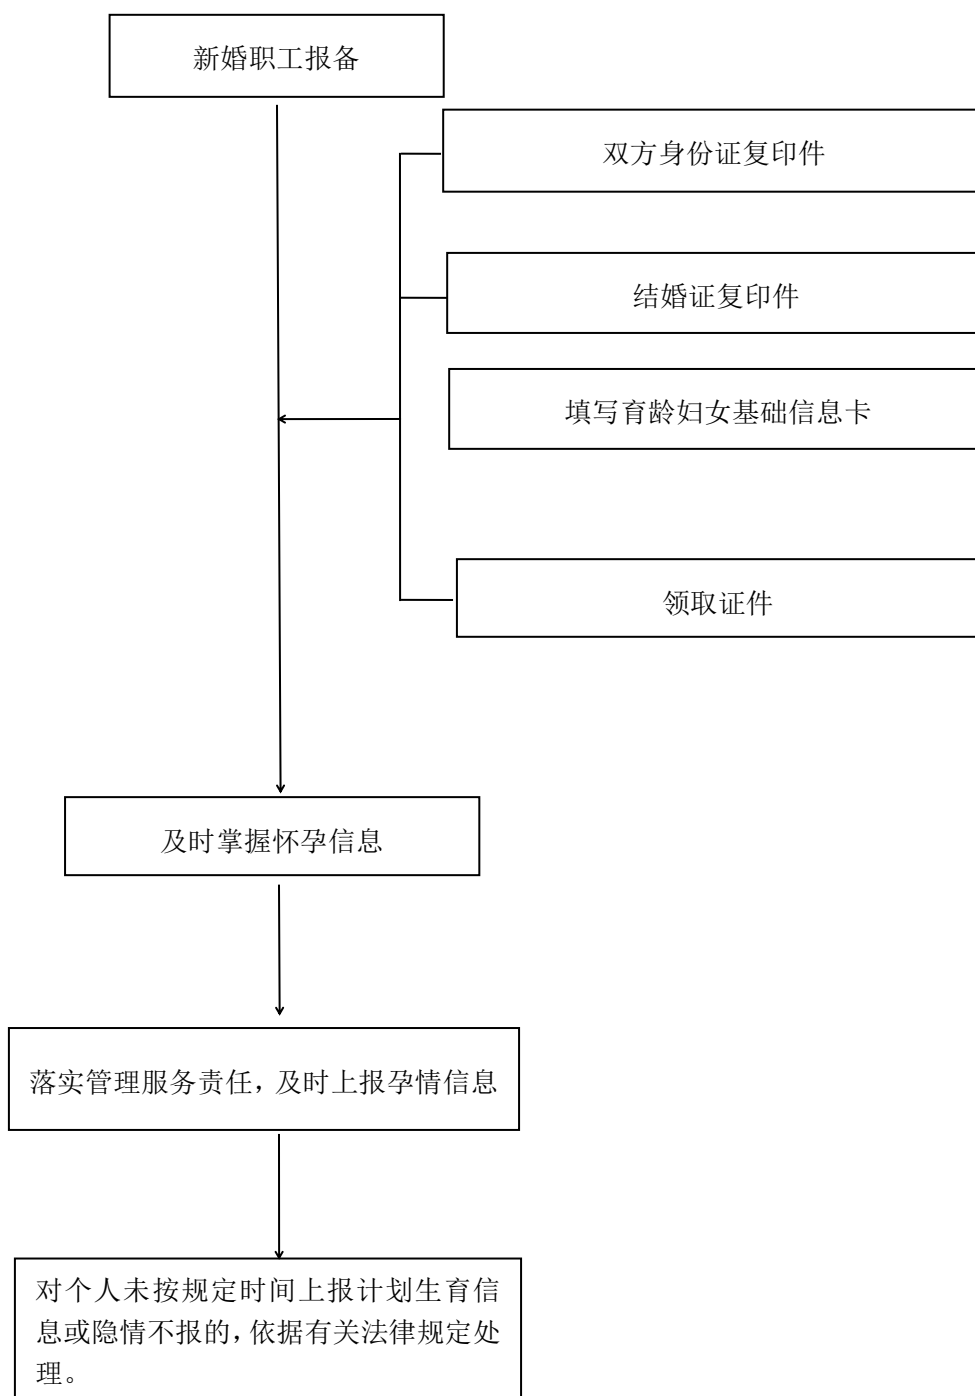 新婚职工报备
双方身份证复印件
结婚证复印件
填写育龄妇女基础信息卡
领取证件
及时掌握怀孕信息
落实管理服务责任，及时上报孕情信息
对个人未按规定时间上报计划生育信
息或隐情不报的，依据有关法律规定处
理。